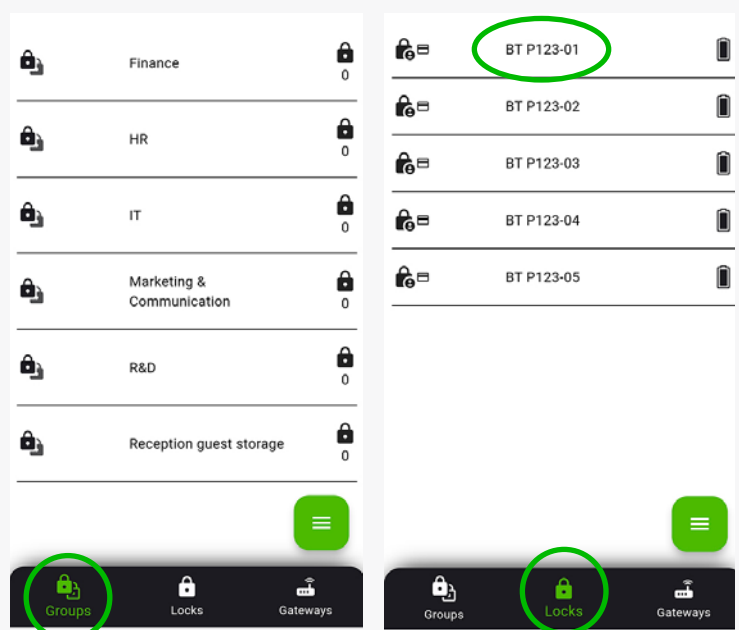 Finance
0
HR
0
IT
0
Marketing &
Communication
0
R&D
0
Reception guest storage
0
Groups
Locks
Gateways
BT P123-01
BT P123-02
BT P123-03
BT P123-04
BT P123-05
Groups
Locks
Gateways